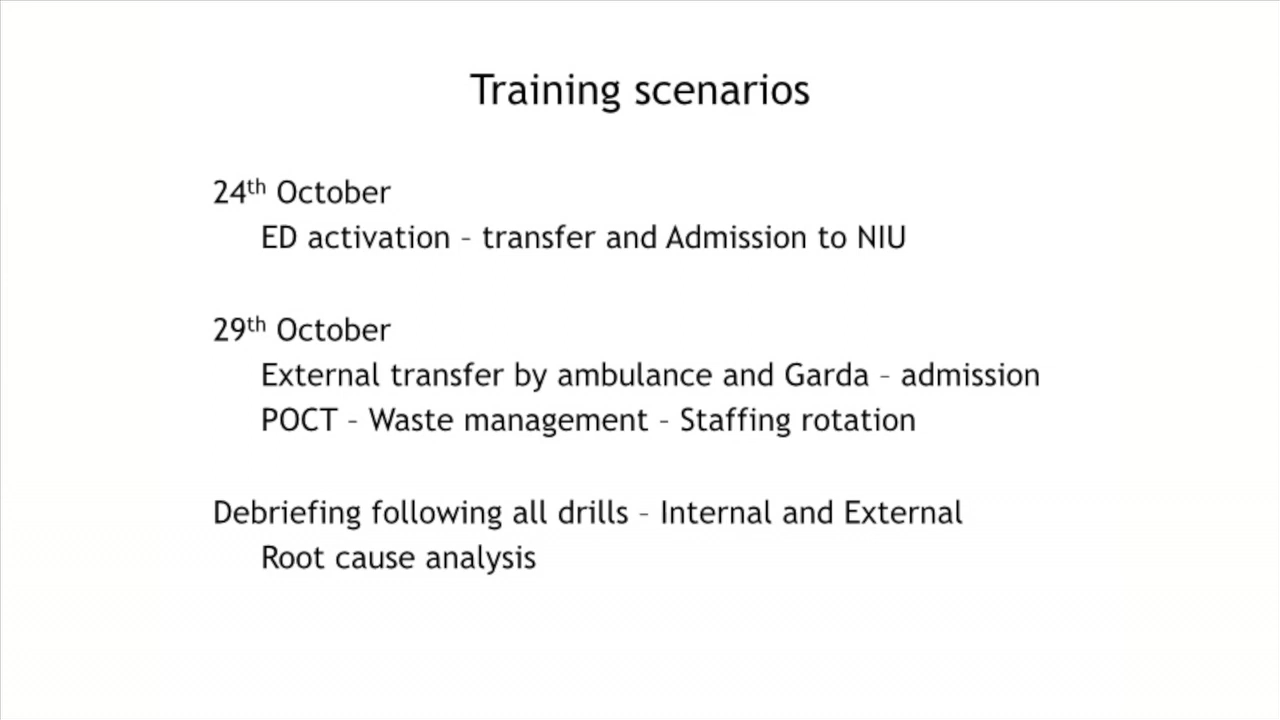 Training scenarios
24th October
ED activation – transfer and Admission to NIU
29th October
External transfer by ambulance and Garda – admission
POCT – Waste management – Staffing rotation
Debriefing following all drills – Internal and External
Root cause analysis